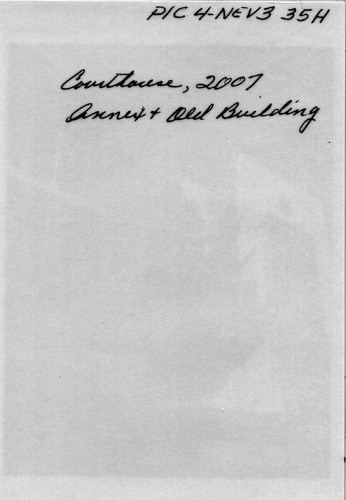 PIC 4-NEV3 35H
Courthouse, 2007
Annex + Old Building